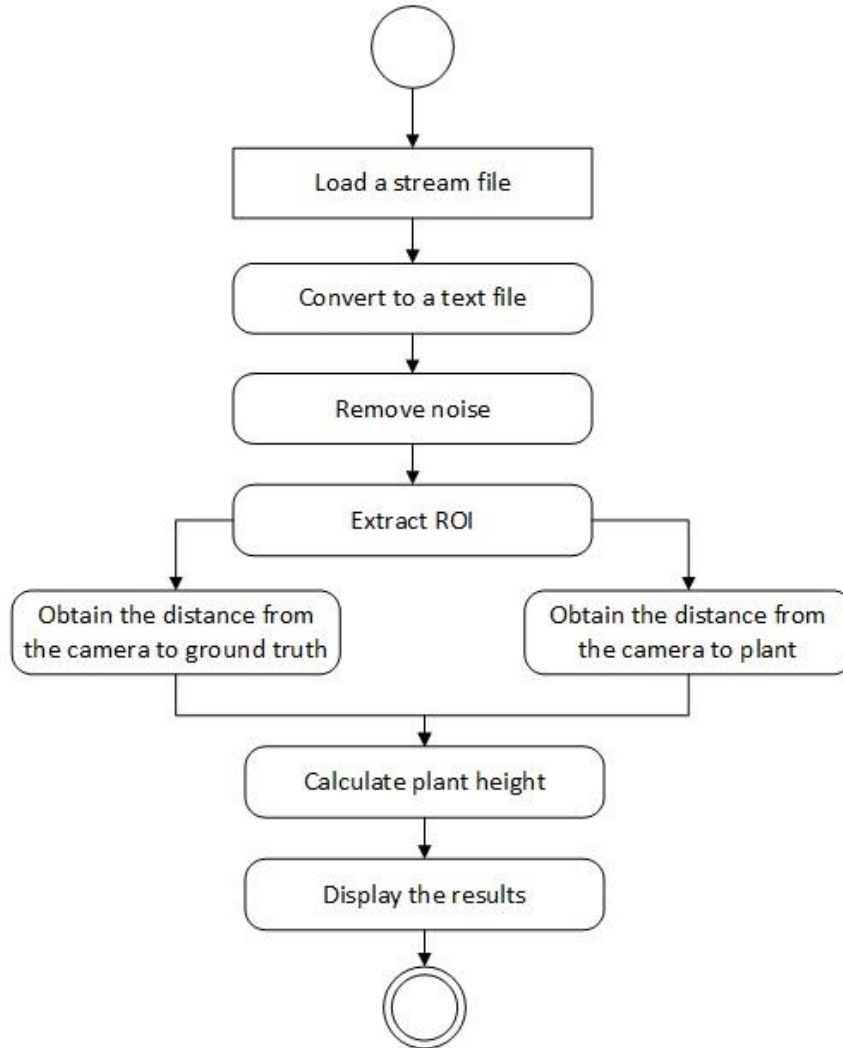 Load a stream file
Convert to a text file
Remove noise
Extract ROI
Obtain the distance from
the camera to ground truth
Obtain the distance from
the camera to plant
Calculate plant height
Display the results